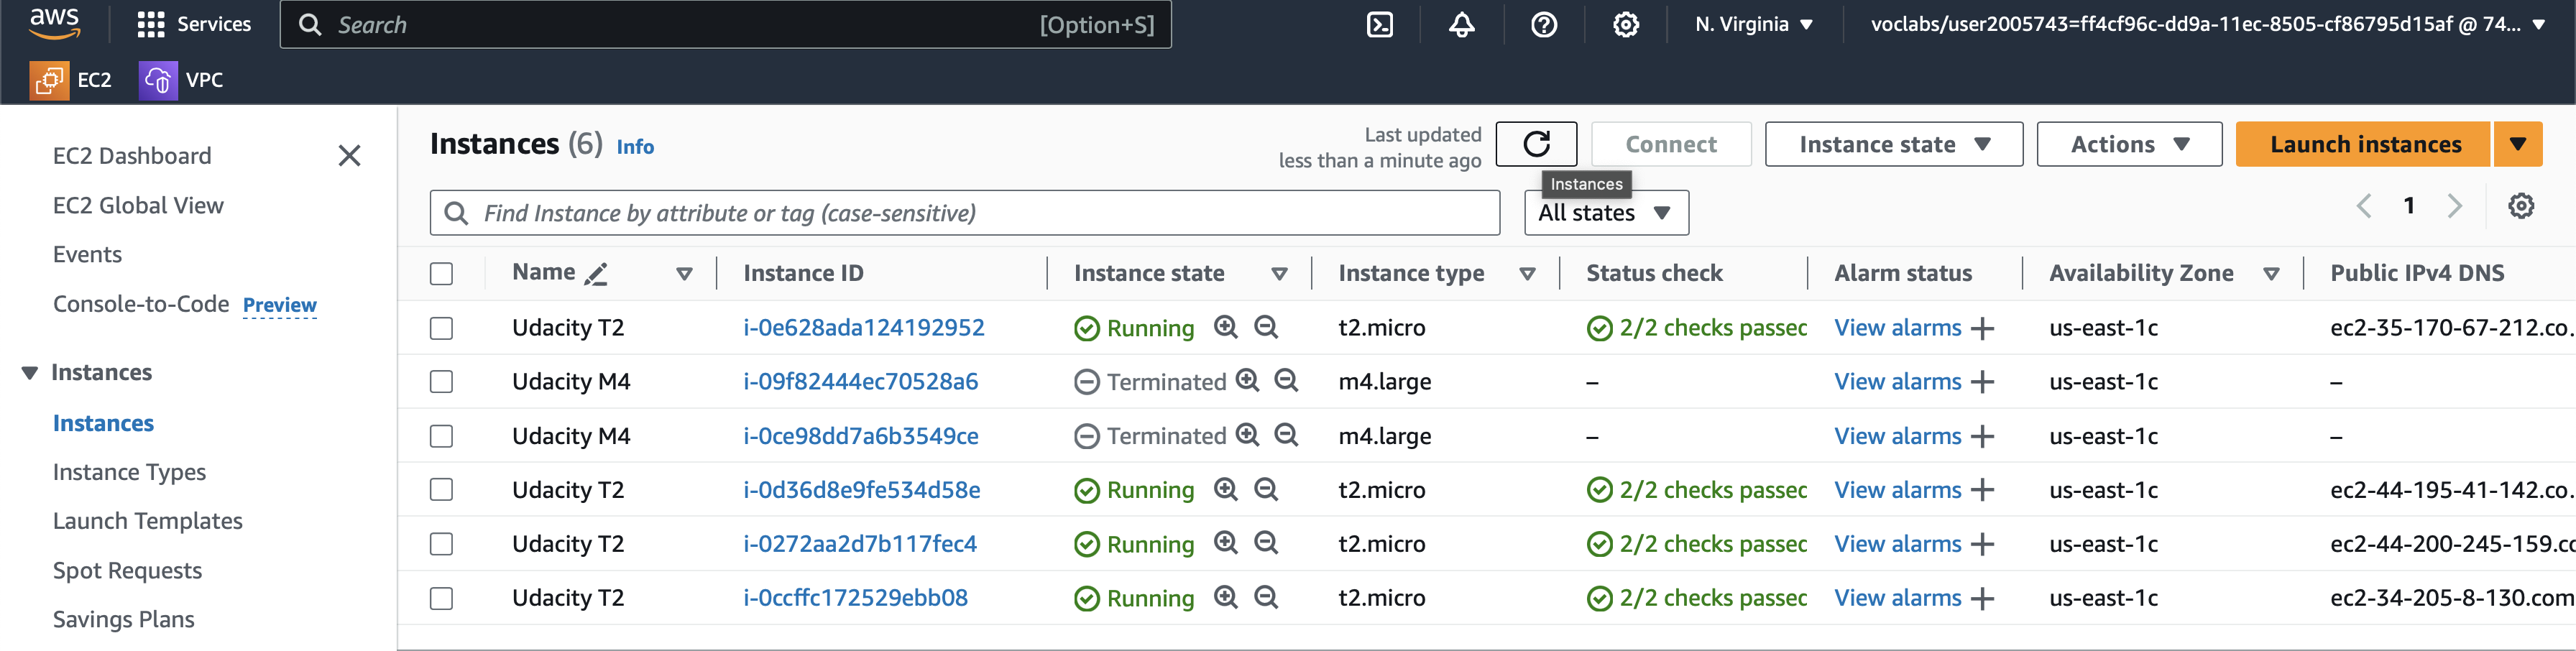 aws
Services
Search [Option+S]
N. Virginia
voclabs/user2005743=ff4cf96c-dd9a-11ec-8505-cf86795d15af @ 74...
EC2
VPC
EC2 Dashboard
EC2 Global View
Events
Console-to-Code Preview
Instances
Instances
Instance Types
Launch Templates
Spot Requests
Savings Plans
Instances (6) Info
Last updated
less than a minute ago
Connect
Instance state
Actions
Launch instances
Instances
Find Instance by attribute or tag (case-sensitive)
All states
1
Name Instance ID Instance state Instance type Status check Alarm status Availability Zone Public IPv4 DNS
Udacity T2 i-0e628ada124192952 Running t2.micro 2/2 checks passec View alarms + us-east-1c ec2-35-170-67-212.co.
Udacity M4 i-09f82444ec70528a6 Terminated m4.large – View alarms + us-east-1c –
Udacity M4 i-0ce98dd7a6b3549ce Terminated m4.large – View alarms + us-east-1c –
Udacity T2 i-0d36d8e9fe534d58e Running t2.micro 2/2 checks passec View alarms + us-east-1c ec2-44-195-41-142.co.
Udacity T2 i-0272aa2d7b117fec4 Running t2.micro 2/2 checks passec View alarms + us-east-1c ec2-44-200-245-159.cc
Udacity T2 i-0ccffc172529ebb08 Running t2.micro 2/2 checks passec View alarms + us-east-1c ec2-34-205-8-130.com